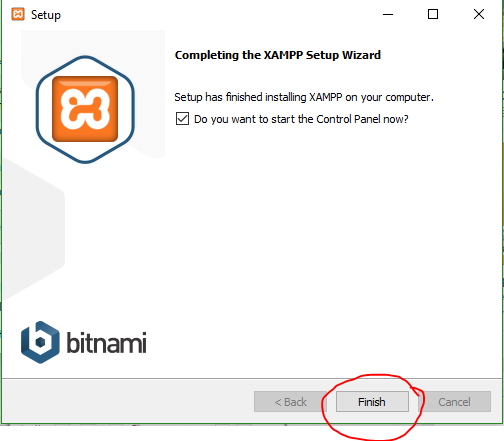 Setup
Completing the XAMPP Setup Wizard
Setup has finished installing XAMPP on your computer.
Do you want to start the Control Panel now?
bitnami
< Back
Finish
Cancel